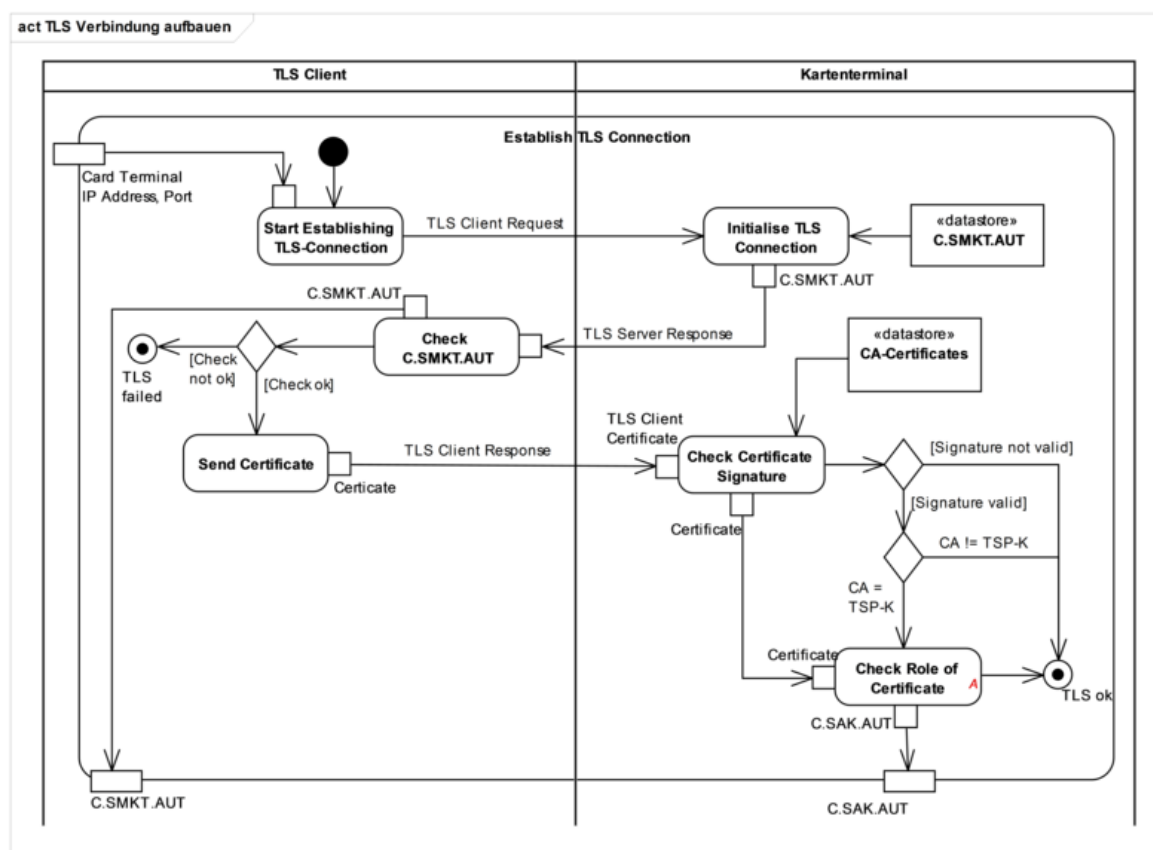 act TLS Verbindung aufbauen
TLS Client
Kartenterminal
Establish TLS Connection
Card Terminal
IP Address, Port
Start Establishing
TLS-Connection
TLS Client Request
Initialise TLS
Connection
«datastore»
C.SMKT.AUT
C.SMKT.AUT
C.SMKT.AUT
Check
C.SMKT.AUT
TLS Server Response
«datastore»
CA-Certificates
[Check
not ok]
TLS
failed
[Check ok]
Send Certificate
Certicate
TLS Client Response
TLS Client
Certificate
Check Certificate
Signature
[Signature not valid]
[Signature valid]
Certificate
CA != TSP-K
CA =
TSP-K
Certificate
Check Role of
Certificate
A
TLS ok
C.SAK.AUT
C.SMKT.AUT
C.SAK.AUT